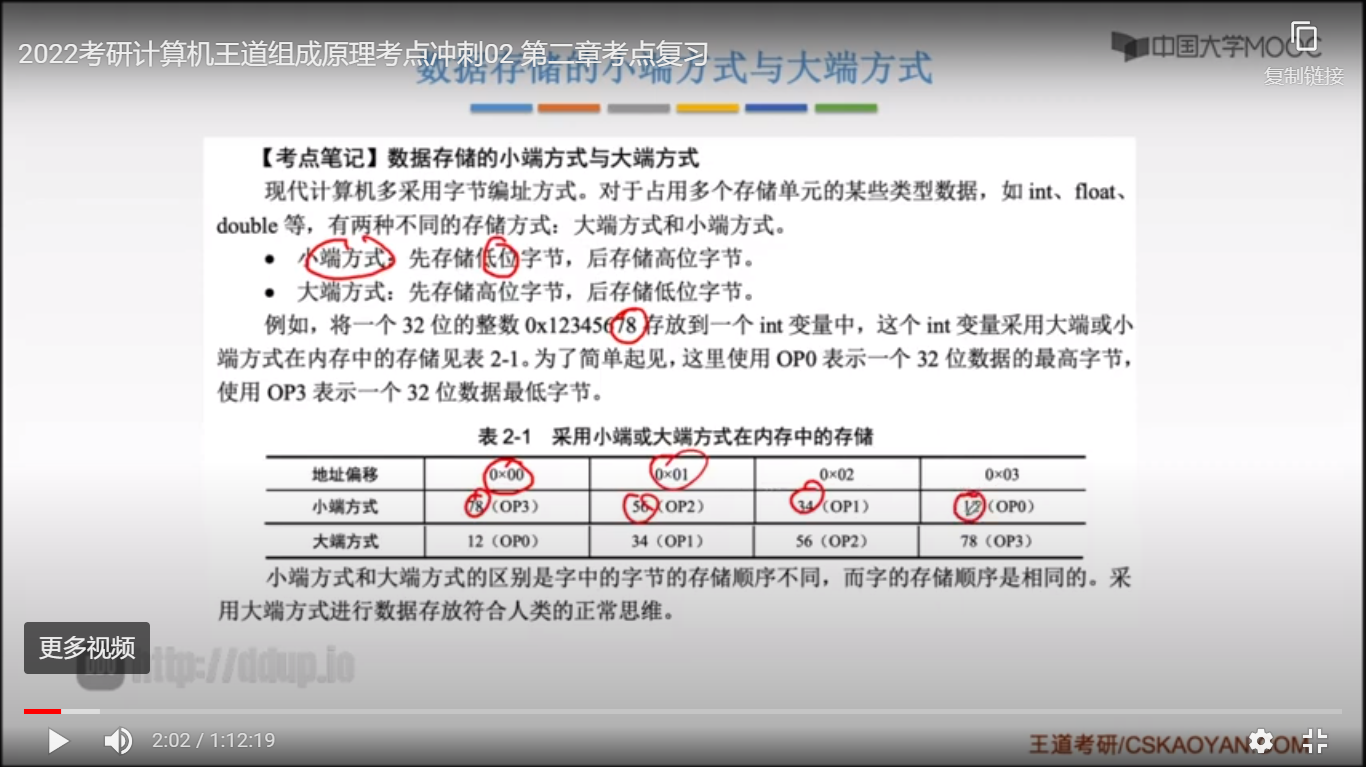 2022考研计算机王道组成原理考点冲刺02 第二章考点复习
中国大学MOOC
数据存储的小端方式与大端方式
复制链接
【考点笔记】数据存储的小端方式与大端方式
现代计算机多采用字节编址方式。对于占用多个存储单元的某些类型数据，如 int、float、
double 等，有两种不同的存储方式：大端方式和小端方式。
● 小端方式：先存储低位字节，后存储高位字节。
● 大端方式：先存储高位字节，后存储低位字节。
例如，将一个 32 位的整数 0x12345678 存放到一个 int 变量中，这个 int 变量采用大端或小
端方式在内存中的存储见表 2-1。为了简单起见，这里使用 OP0 表示一个 32 位数据的最高字节，
使用 OP3 表示一个 32 位数据最低字节。
表 2-1 采用小端或大端方式在内存中的存储
地址偏移 0×00 0×01 0×02 0×03
小端方式 78（OP3） 56（OP2） 34（OP1） 12（OP0）
大端方式 12（OP0） 34（OP1） 56（OP2） 78（OP3）
小端方式和大端方式的区别是字中的字节的存储顺序不同，而字的存储顺序是相同的。采
用大端方式进行数据存放符合人类的正常思维。
更多视频
http://ddup.io
2:02 / 1:12:19
王道考研/CSKAOYAN.COM